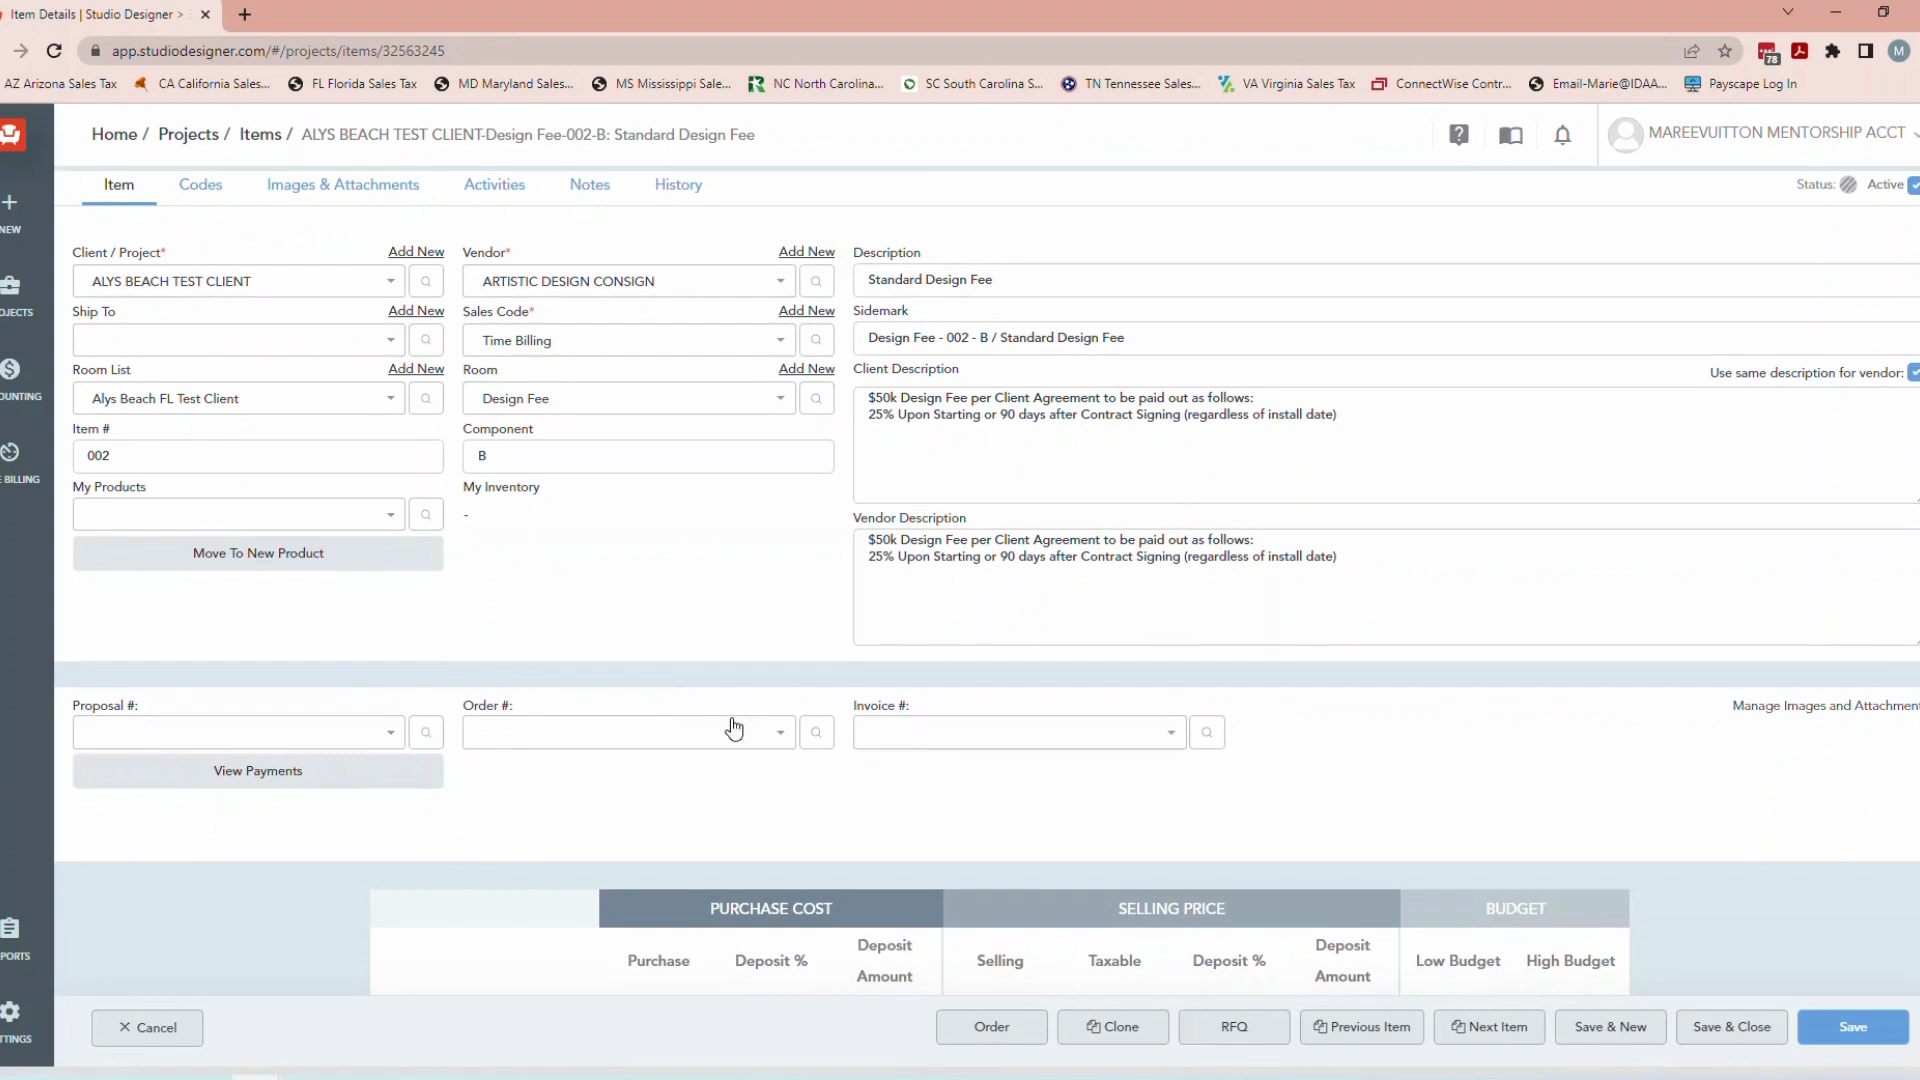 Item Details | Studio Designer >
app.studiodesigner.com/#/projects/items/32563245
78
M
AZ Arizona Sales Tax
CA California Sales...
FL Florida Sales Tax
MD Maryland Sales...
MS Mississippi Sale...
NC North Carolina...
SC South Carolina S...
TN Tennessee Sales...
VA Virginia Sales Tax
ConnectWise Contr...
Email-Marie@IDAA...
Payscape Log In
Home / Projects / Items / ALYS BEACH TEST CLIENT-Design Fee-002-B: Standard Design Fee
MAREEVUITTON MENTORSHIP ACCT
Item
Codes
Images & Attachments
Activities
Notes
History
Status:
Active
NEW
OJECTS
OUNTING
E BILLING
PORTS
TTINGS
Client / Project*
Add New
Vendor*
Add New
Description
ALYS BEACH TEST CLIENT
ARTISTIC DESIGN CONSIGN
Standard Design Fee
Ship To
Add New
Sales Code*
Add New
Sidemark
Time Billing
Design Fee - 002 - B / Standard Design Fee
Room List
Add New
Room
Add New
Client Description
Use same description for vendor:
Alys Beach FL Test Client
Design Fee
$50k Design Fee per Client Agreement to be paid out as follows:
25% Upon Starting or 90 days after Contract Signing (regardless of install date)
Item #
Component
002
B
My Products
My Inventory
-
Move To New Product
Vendor Description
$50k Design Fee per Client Agreement to be paid out as follows:
25% Upon Starting or 90 days after Contract Signing (regardless of install date)
Proposal #:
Order #:
Invoice #:
Manage Images and Attachment
View Payments
PURCHASE COST
SELLING PRICE
BUDGET
Purchase
Deposit %
Deposit
Amount
Selling
Taxable
Deposit %
Deposit
Amount
Low Budget
High Budget
Cancel
Order
Clone
RFQ
Previous Item
Next Item
Save & New
Save & Close
Save